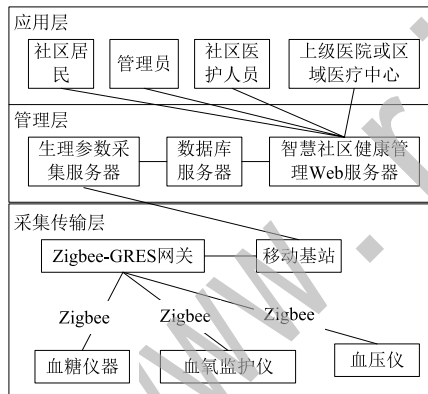 应用层
社区居民
管理员
社区医护人员
上级医院或区域医疗中心
管理层
生理参数采集服务器
数据库服务器
智慧社区健康管理Web服务器
采集传输层
Zigbee-GRES网关
移动基站
Zigbee
Zigbee
Zigbee
血糖仪器
血氧监护仪
血压仪